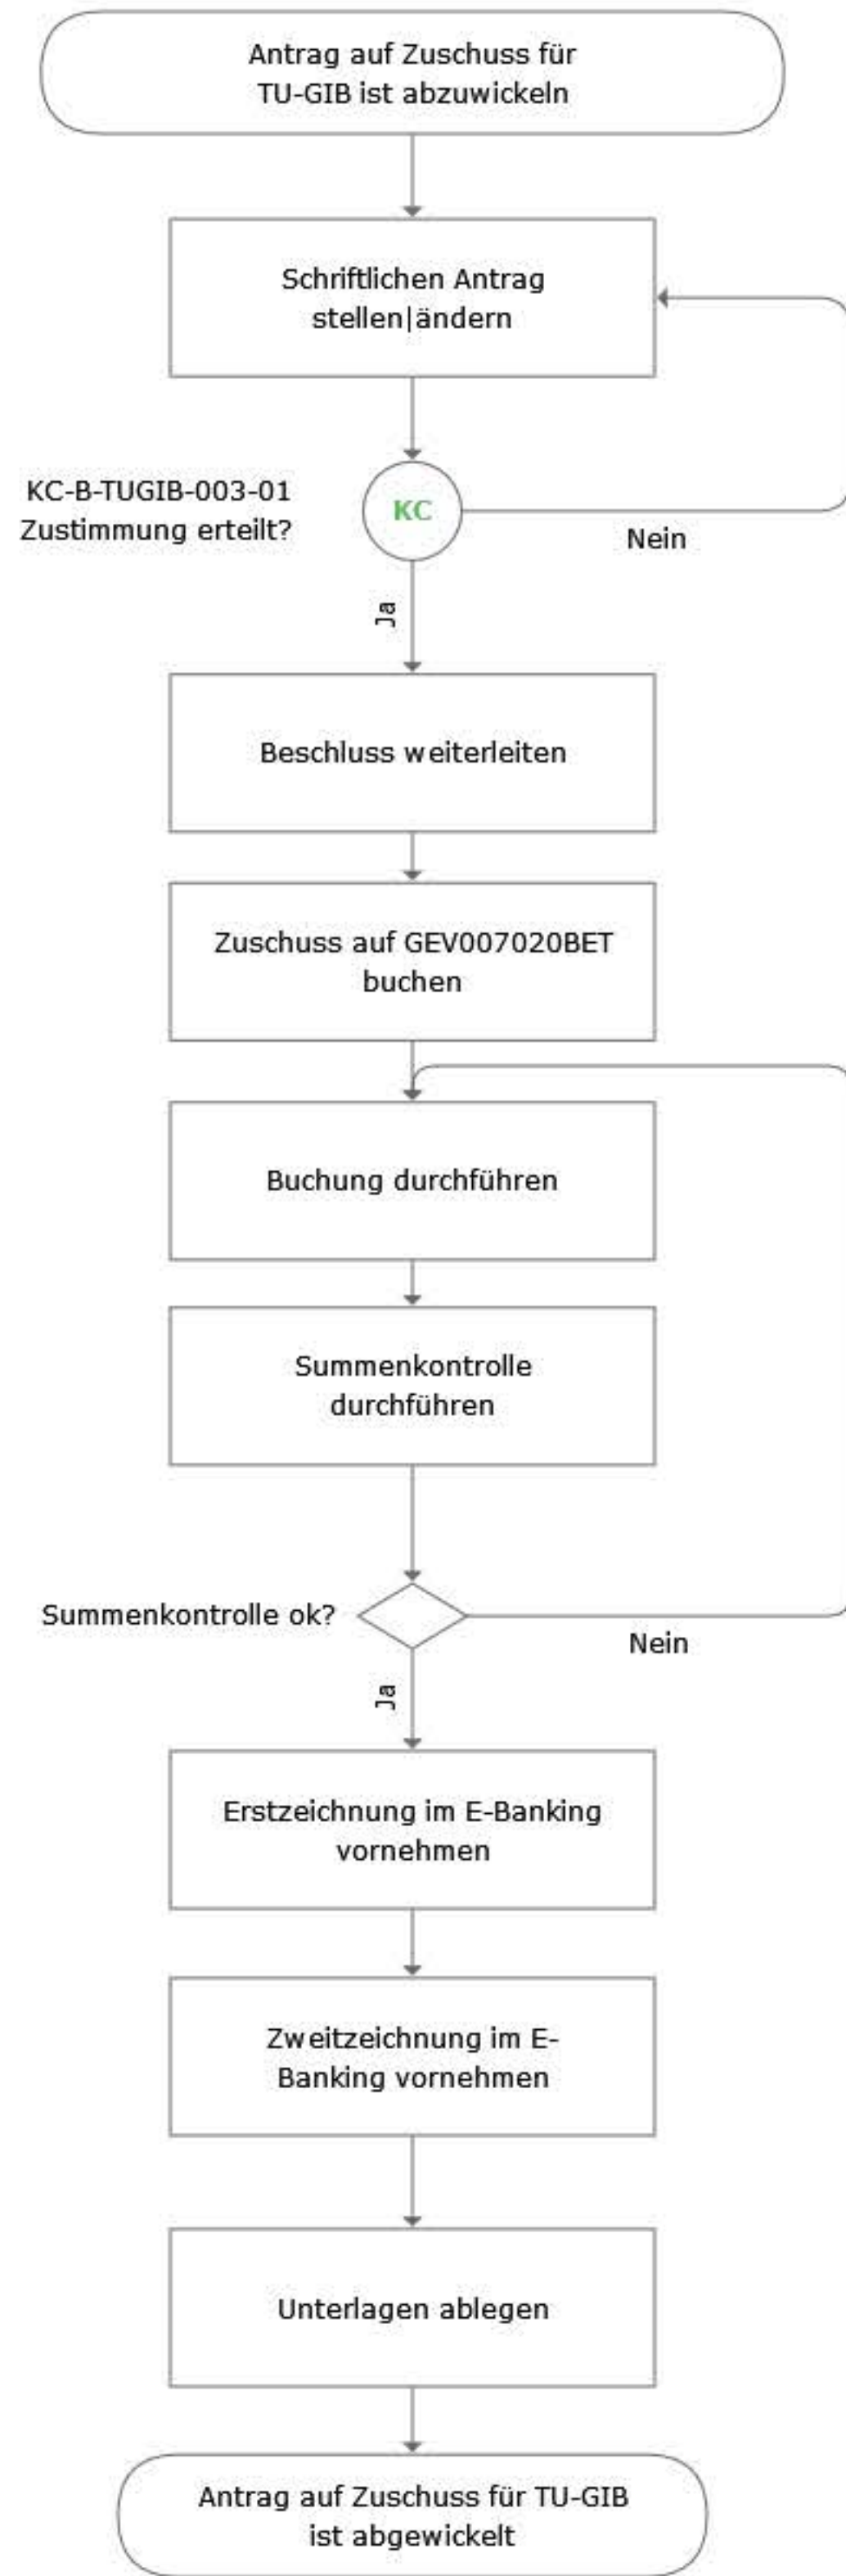 Antrag auf Zuschuss für
TU-GIB ist abzuwickeln
Schriftlichen Antrag
stellen|ändern
KC-B-TUGIB-003-01
Zustimmung erteilt?
KC
Nein
Ja
Beschluss weiterleiten
Zuschuss auf GEV007020BET
buchen
Buchung durchführen
Summenkontrolle
durchführen
Summenkontrolle ok?
Nein
Ja
Erstzeichnung im E-Banking
vornehmen
Zweitzeichnung im E-
Banking vornehmen
Unterlagen ablegen
Antrag auf Zuschuss für TU-GIB
ist abgewickelt